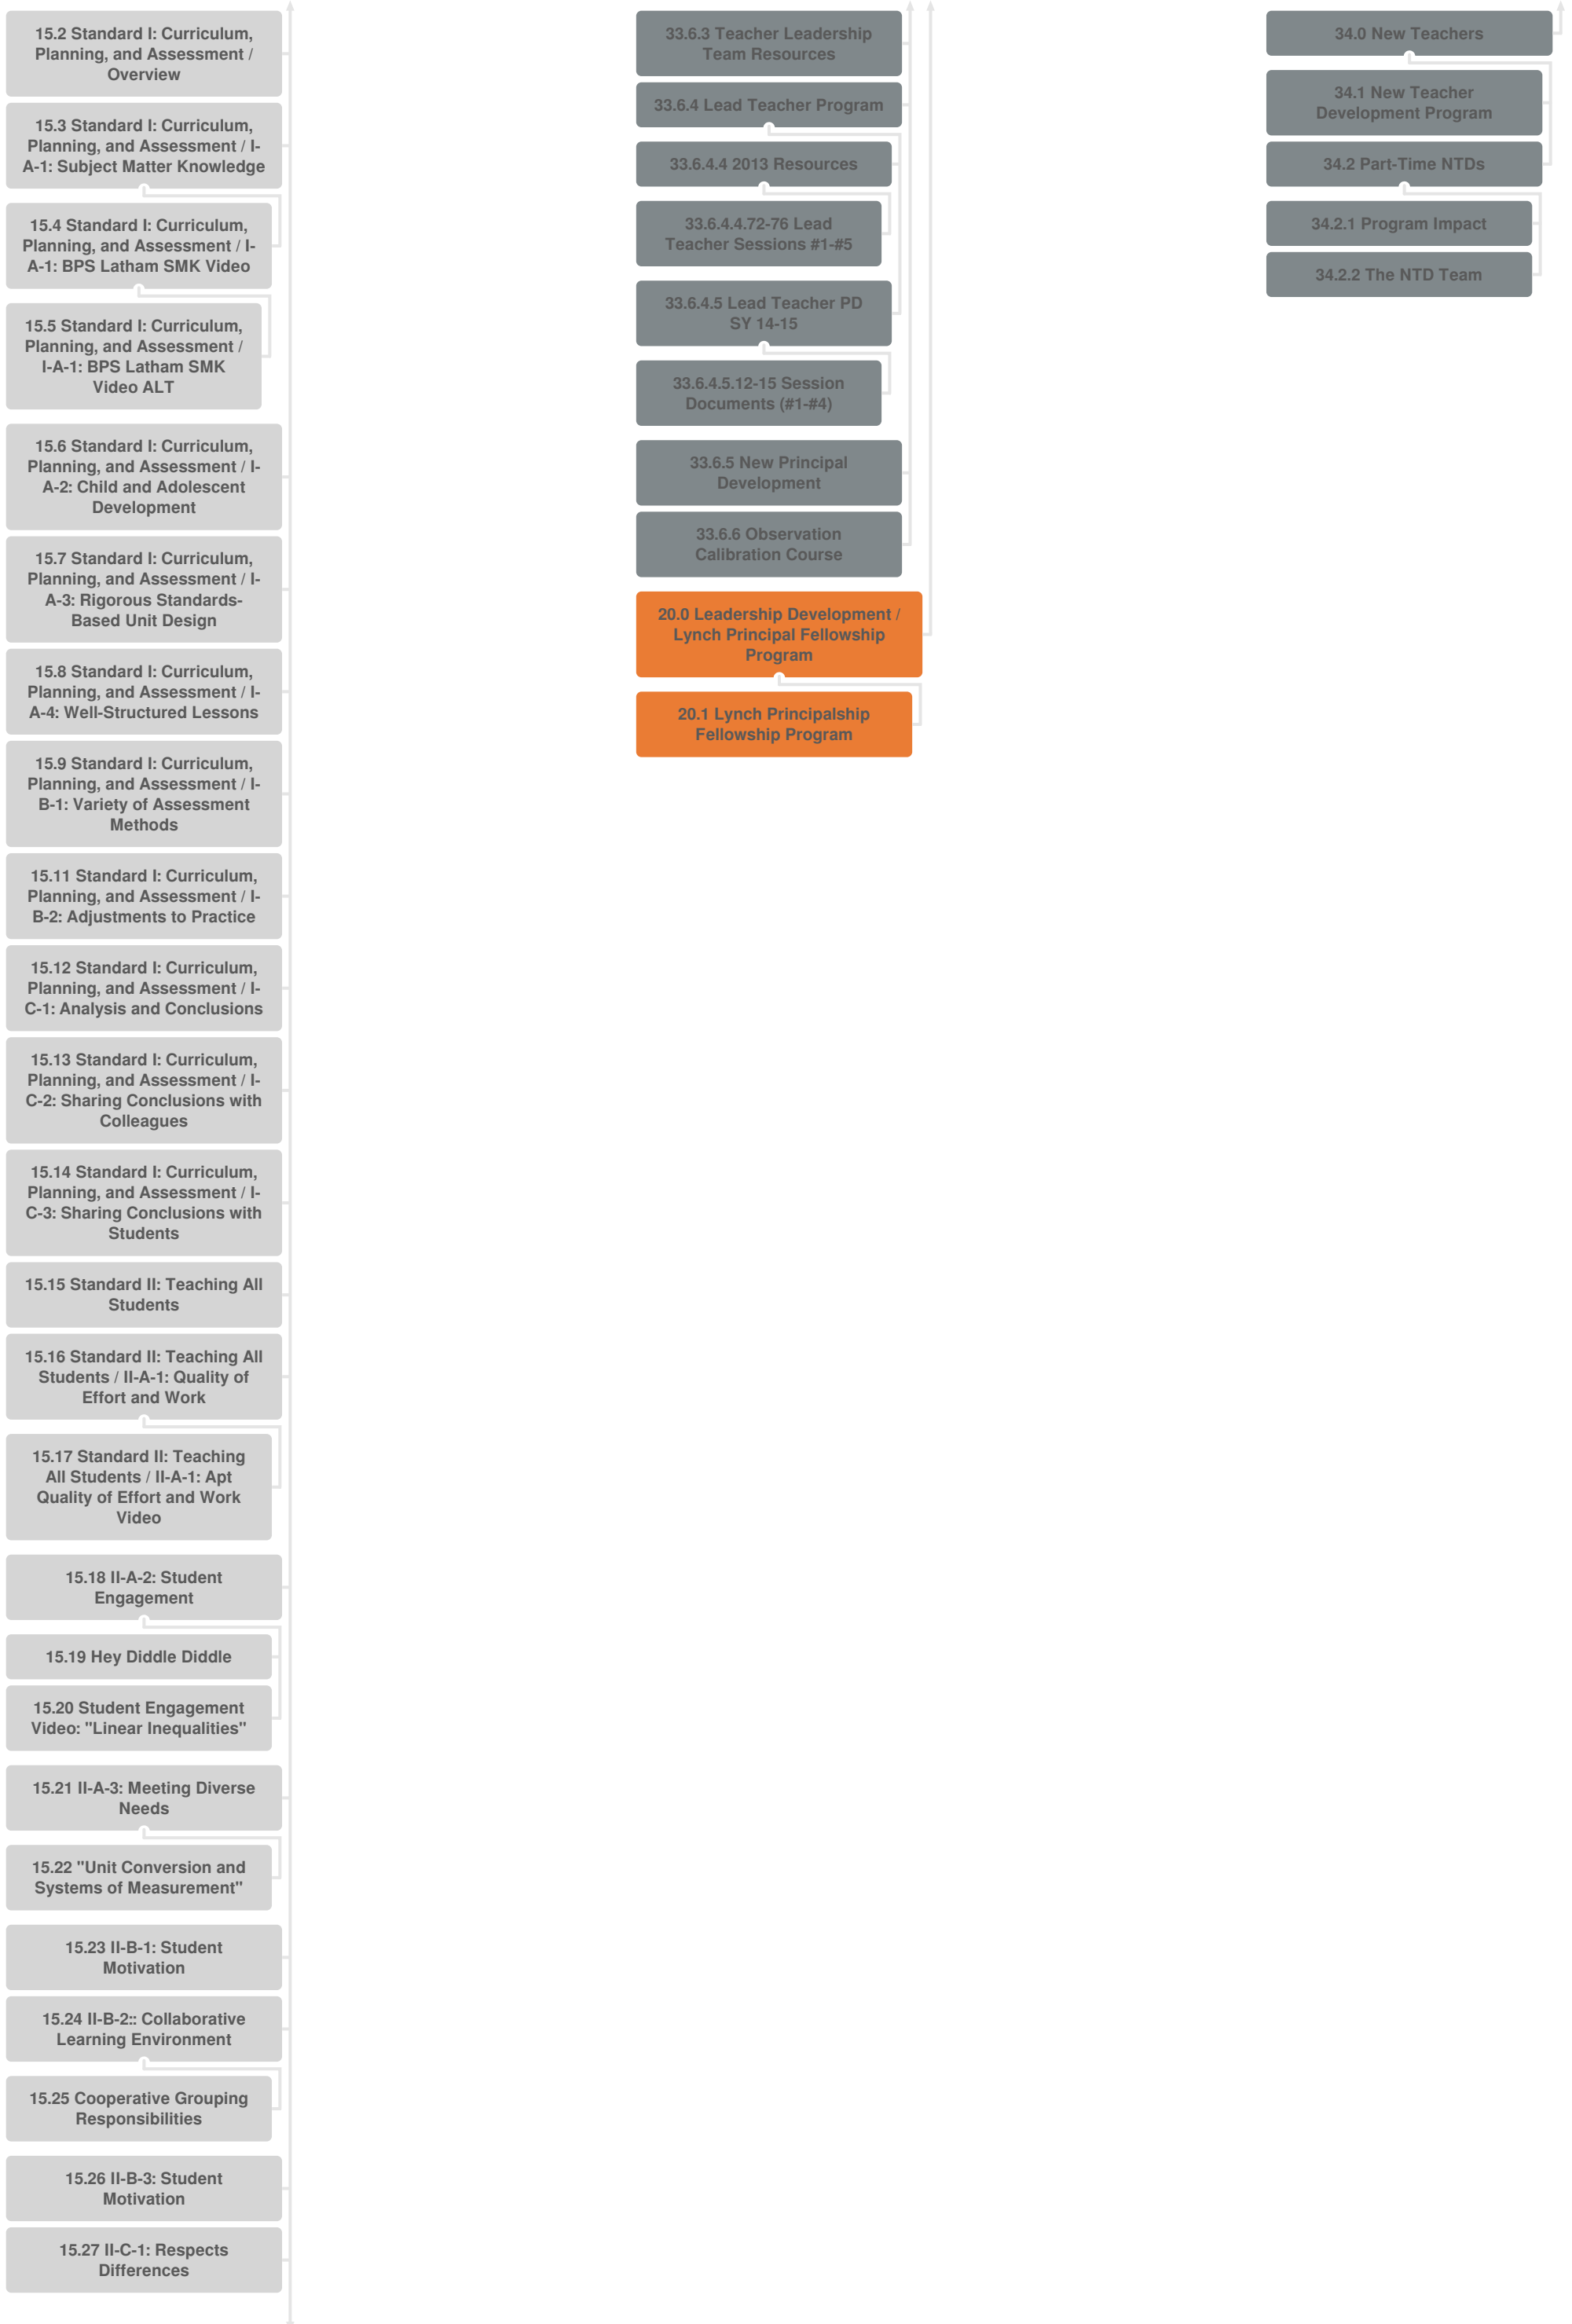 15.2 Standard I: Curriculum,
Planning, and Assessment /
Overview
15.3 Standard I: Curriculum,
Planning, and Assessment / I-
A-1: Subject Matter Knowledge
15.4 Standard I: Curriculum,
Planning, and Assessment / I-
A-1: BPS Latham SMK Video
15.5 Standard I: Curriculum,
Planning, and Assessment /
I-A-1: BPS Latham SMK
Video ALT
15.6 Standard I: Curriculum,
Planning, and Assessment / I-
A-2: Child and Adolescent
Development
15.7 Standard I: Curriculum,
Planning, and Assessment / I-
A-3: Rigorous Standards-
Based Unit Design
15.8 Standard I: Curriculum,
Planning, and Assessment / I-
A-4: Well-Structured Lessons
15.9 Standard I: Curriculum,
Planning, and Assessment / I-
B-1: Variety of Assessment
Methods
15.11 Standard I: Curriculum,
Planning, and Assessment / I-
B-2: Adjustments to Practice
15.12 Standard I: Curriculum,
Planning, and Assessment / I-
C-1: Analysis and Conclusions
15.13 Standard I: Curriculum,
Planning, and Assessment / I-
C-2: Sharing Conclusions with
Colleagues
15.14 Standard I: Curriculum,
Planning, and Assessment / I-
C-3: Sharing Conclusions with
Students
15.15 Standard II: Teaching All
Students
15.16 Standard II: Teaching All
Students / II-A-1: Quality of
Effort and Work
15.17 Standard II: Teaching
All Students / II-A-1: Apt
Quality of Effort and Work
Video
15.18 II-A-2: Student
Engagement
15.19 Hey Diddle Diddle
15.20 Student Engagement
Video: "Linear Inequalities"
15.21 II-A-3: Meeting Diverse
Needs
15.22 "Unit Conversion and
Systems of Measurement"
15.23 II-B-1: Student
Motivation
15.24 II-B-2:: Collaborative
Learning Environment
15.25 Cooperative Grouping
Responsibilities
15.26 II-B-3: Student
Motivation
15.27 II-C-1: Respects
Differences
33.6.3 Teacher Leadership
Team Resources
33.6.4 Lead Teacher Program
33.6.4.4 2013 Resources
33.6.4.4.72-76 Lead
Teacher Sessions #1-#5
33.6.4.5 Lead Teacher PD
SY 14-15
33.6.4.5.12-15 Session
Documents (#1-#4)
33.6.5 New Principal
Development
33.6.6 Observation
Calibration Course
20.0 Leadership Development /
Lynch Principal Fellowship
Program
20.1 Lynch Principalship
Fellowship Program
34.0 New Teachers
34.1 New Teacher
Development Program
34.2 Part-Time NTDs
34.2.1 Program Impact
34.2.2 The NTD Team